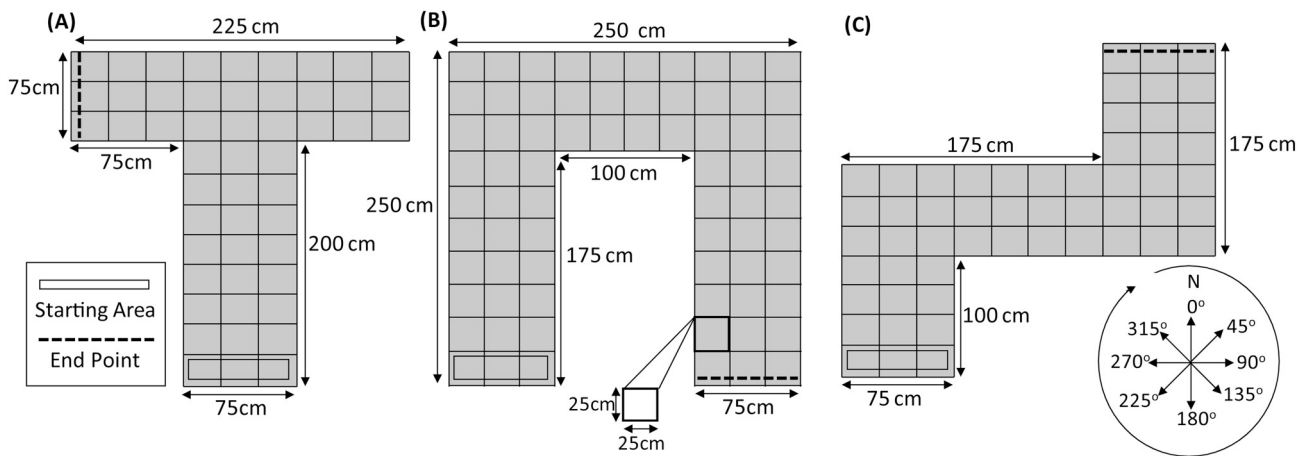 (A)
225 cm
75cm
75cm
200 cm
75cm
Starting Area
End Point
(B)
250 cm
250 cm
100 cm
175 cm
25cm
25cm
75cm
(C)
175 cm
175 cm
100 cm
75 cm
N
0°
315°
45°
270°
90°
225°
135°
180°